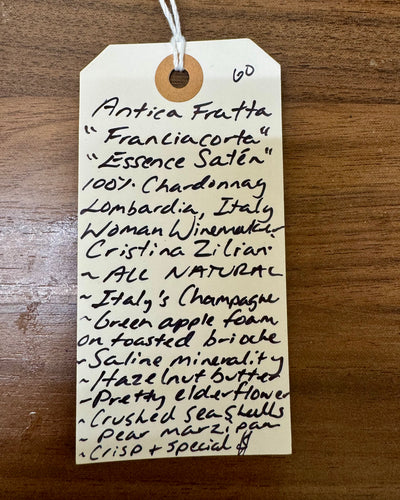 60
Antica Fratta
"Franciacorta"
"Essence Satén"
100% Chardonnay
Lombardia, Italy
Woman Winemaker
Cristina Ziliani
~ ALL NATURAL
~ Italy's Champagne
~ Green apple foam
on toasted brioche
~ Saline minerality
~ Hazelnut butter
~ Pretty elderflower
~ Crushed seashells
~ Pear marzipan
~ Crisp + special